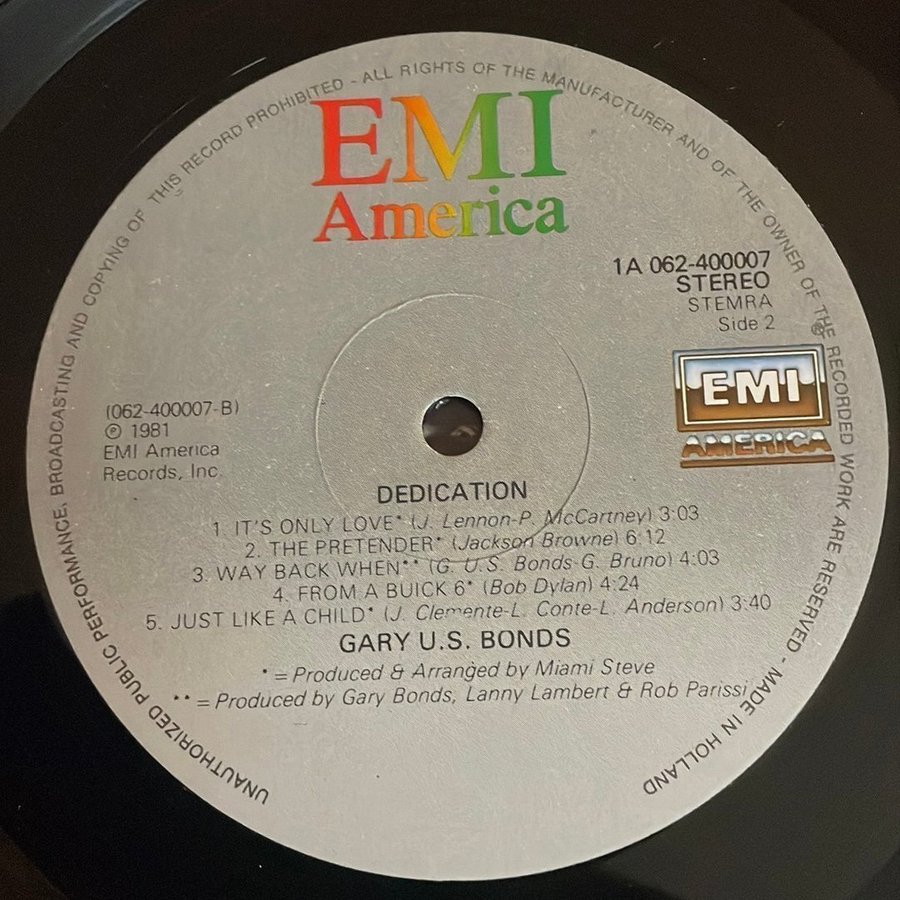 UNAUTHORIZED PUBLIC PERFORMANCE, BROADCASTING AND COPYING OF THIS RECORD PROHIBITED - ALL RIGHTS OF THE MANUFACTURER AND OF THE OWNER OF THE RECORDED WORK ARE RESERVED - MADE IN HOLLAND
EMI
America
1A 062-400007
STEREO
STEMRA
Side 2
®
EMI
AMERICA
(062-400007-B)
℗ 1981
EMI America
Records, Inc.
DEDICATION
1. IT'S ONLY LOVE* (J. Lennon-P. McCartney) 3:03
2. THE PRETENDER* (Jackson Browne) 6:12
3. WAY BACK WHEN** (G. U.S. Bonds-G. Bruno) 4:03
4. FROM A BUICK 6* (Bob Dylan) 4:24
5. JUST LIKE A CHILD* (J. Clemente-L. Conte-L. Anderson) 3:40
GARY U.S. BONDS
* = Produced & Arranged by Miami Steve
** = Produced by Gary Bonds, Lanny Lambert & Rob Parissi